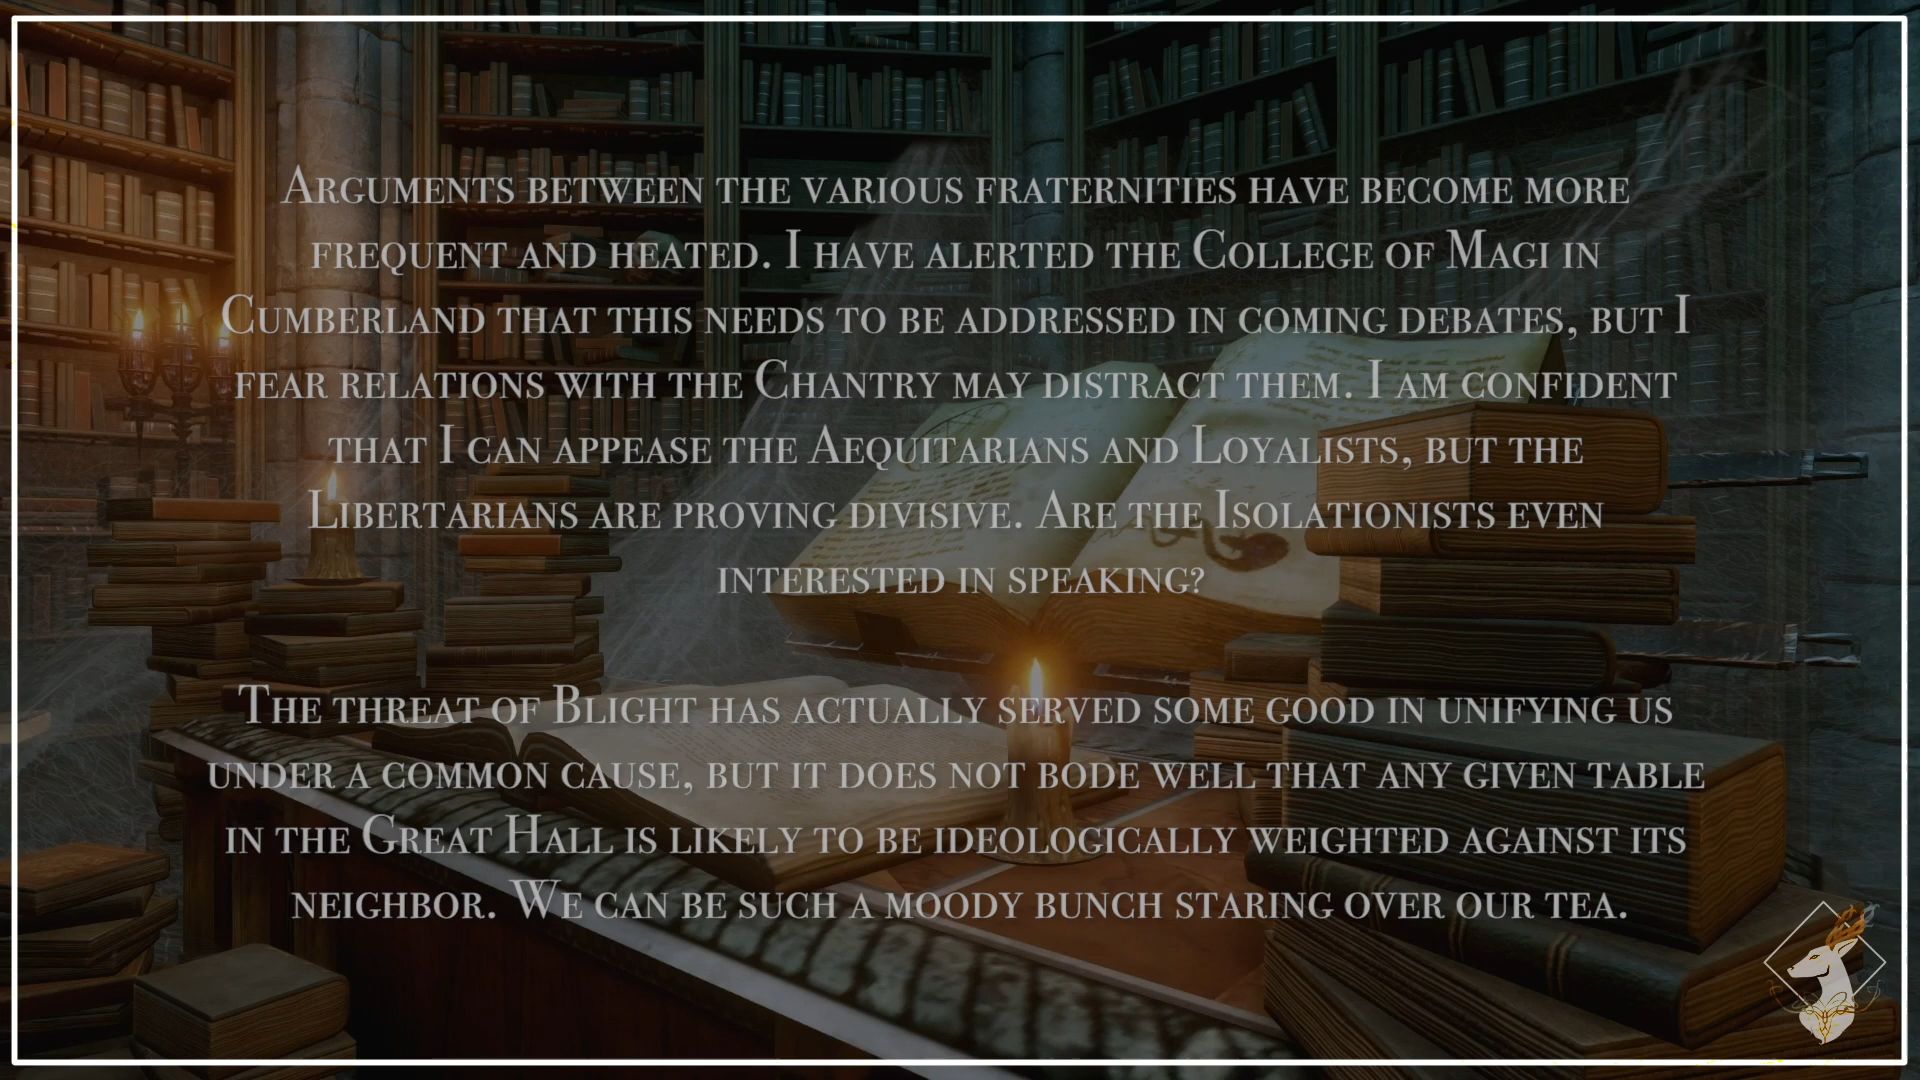 Arguments between the various fraternities have become more
frequent and heated. I have alerted the College of Magi in
Cumberland that this needs to be addressed in coming debates, but I
fear relations with the Chantry may distract them. I am confident
that I can appease the Aequitarians and Loyalists, but the
Libertarians are proving divisive. Are the Isolationists even
interested in speaking?
The threat of Blight has actually served some good in unifying us
under a common cause, but it does not bode well that any given table
in the Great Hall is likely to be ideologically weighted against its
neighbor. We can be such a moody bunch staring over our tea.